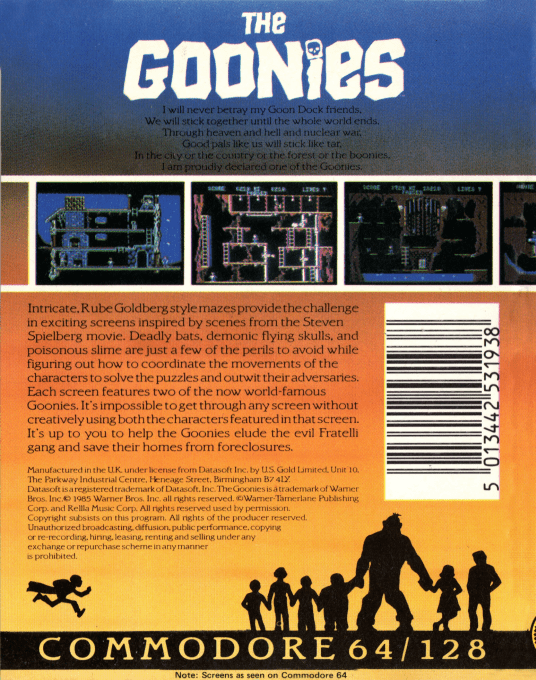 THE
GOONIES
I will never betray my Goon Dock friends,
We will stick together until the whole world ends.
Through heaven and hell and nuclear war,
Good pals like us will stick like tar,
In the city or the country or the forest or the boonies,
I am proudly declared one of the Goonies.
Intricate, Rube Goldberg style mazes provide the challenge
in exciting screens inspired by scenes from the Steven
Spielberg movie. Deadly bats, demonic flying skulls, and
poisonous slime are just a few of the perils to avoid while
figuring out how to coordinate the movements of the
characters to solve the puzzles and outwit their adversaries.
Each screen features two of the now world-famous
Goonies. It's impossible to get through any screen without
creatively using both the characters featured in that screen.
It's up to you to help the Goonies elude the evil Fratelli
gang and save their homes from foreclosures.
5 013442 531938
Manufactured in the U.K. under license from Datasoft Inc. by U.S. Gold Limited, Unit 10,
The Parkway Industrial Centre, Heneage Street, Birmingham B7 4LY.
Datasoft is a registered trademark of Datasoft, Inc. The Goonies is a trademark of Warner
Bros. Inc. © 1985 Warner Bros. Inc. all rights reserved. ©Warner-Tamerlane Publishing
Corp. and Rellla Music Corp. All rights reserved used by permission.
Copyright subsists on this program. All rights of the producer reserved.
Unauthorized broadcasting, diffusion, public performance, copying
or re-recording, hiring, leasing, renting and selling under any
exchange or repurchase scheme in any manner
is prohibited.
COMMODORE 64/128
Note: Screens as seen on Commodore 64